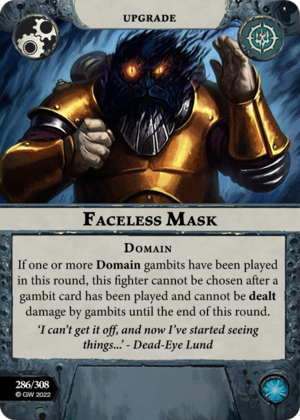 UPGRADE
FACELESS MASK
DOMAIN
If one or more Domain gambits have been played
in this round, this fighter cannot be chosen after a
gambit card has been played and cannot be dealt
damage by gambits until the end of this round.
‘I can't get it off, and now I've started seeing
things...’ - Dead-Eye Lund
286/308
© GW 2022